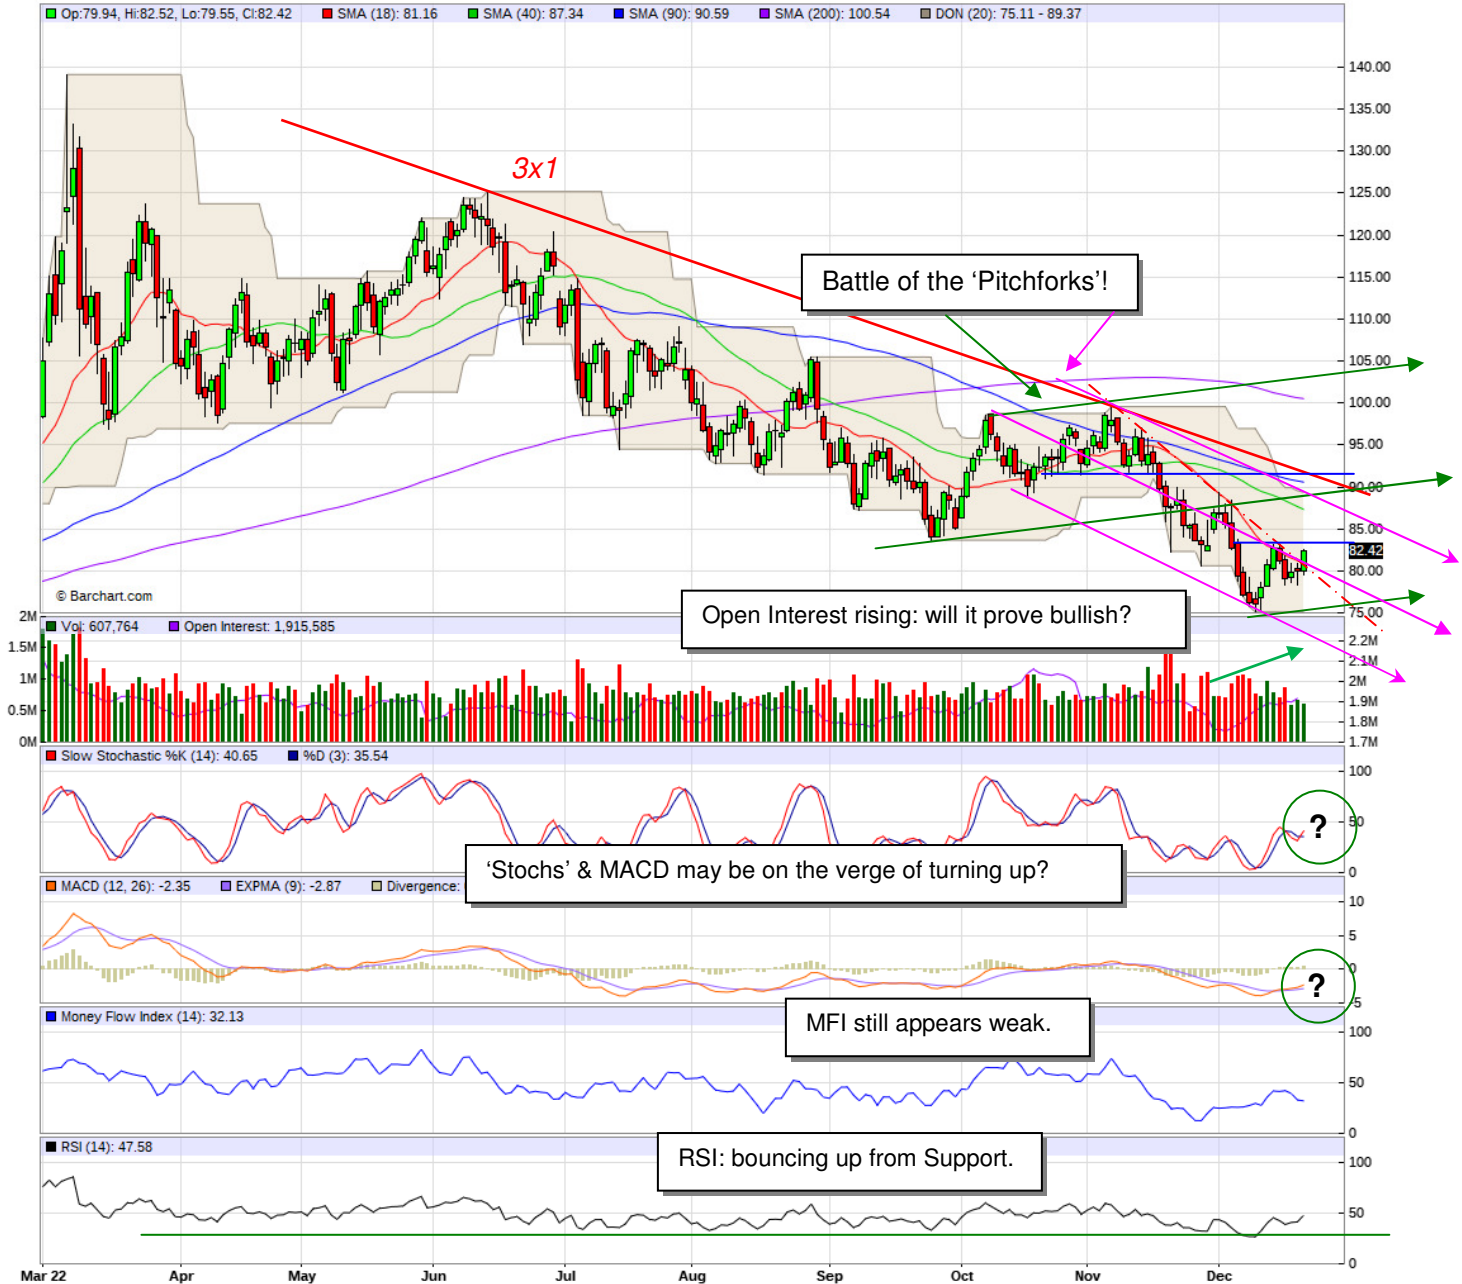 Op:79.94, Hi:82.52, Lo:79.55, Cl:82.42 SMA (18): 81.16 SMA (40): 87.34 SMA (90): 90.59 SMA (200): 100.54 DON (20): 75.11 - 89.37
140.00
135.00
3x1
130.00
125.00
120.00
Battle of the ‘Pitchforks’!
115.00
110.00
105.00
100.00
95.00
90.00
85.00
82.42
80.00
75.00
© Barchart.com
Open Interest rising: will it prove bullish?
Vol: 607,764 Open Interest: 1,915,585
2M
1.5M
1M
0.5M
0M
2.2M
2.1M
2M
1.9M
1.8M
1.7M
Slow Stochastic %K (14): 40.65 %D (3): 35.54
100
50
0
?
‘Stochs’ & MACD may be on the verge of turning up?
MACD (12, 26): -2.35 EXPMA (9): -2.87 Divergence:
10
5
0
-5
?
MFI still appears weak.
Money Flow Index (14): 32.13
100
50
0
RSI: bouncing up from Support.
RSI (14): 47.58
100
50
0
Mar 22 Apr May Jun Jul Aug Sep Oct Nov Dec